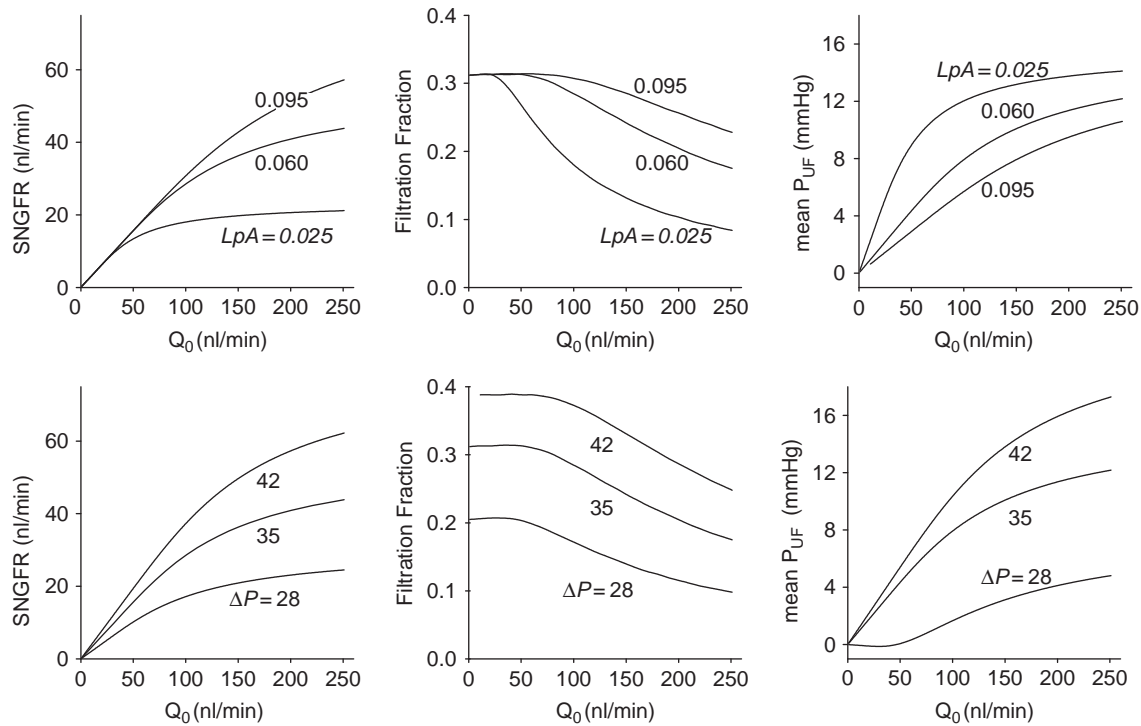 60
40
20
0
SNGFR (nl/min)
0.095
0.060
LpA=0.025
0 50 100 150 200 250
Q0 (nl/min)
0.4
0.3
0.2
0.1
0.0
Filtration Fraction
0.095
0.060
LpA=0.025
0 50 100 150 200 250
Q0 (nl/min)
16
12
8
4
0
mean PUF (mmHg)
LpA=0.025
0.060
0.095
0 50 100 150 200 250
Q0 (nl/min)
60
40
20
0
SNGFR (nl/min)
42
35
ΔP=28
0 50 100 150 200 250
Q0 (nl/min)
0.4
0.3
0.2
0.1
0.0
Filtration Fraction
42
35
ΔP=28
0 50 100 150 200 250
Q0 (nl/min)
16
12
8
4
0
mean PUF (mmHg)
42
35
ΔP=28
0 50 100 150 200 250
Q0 (nl/min)